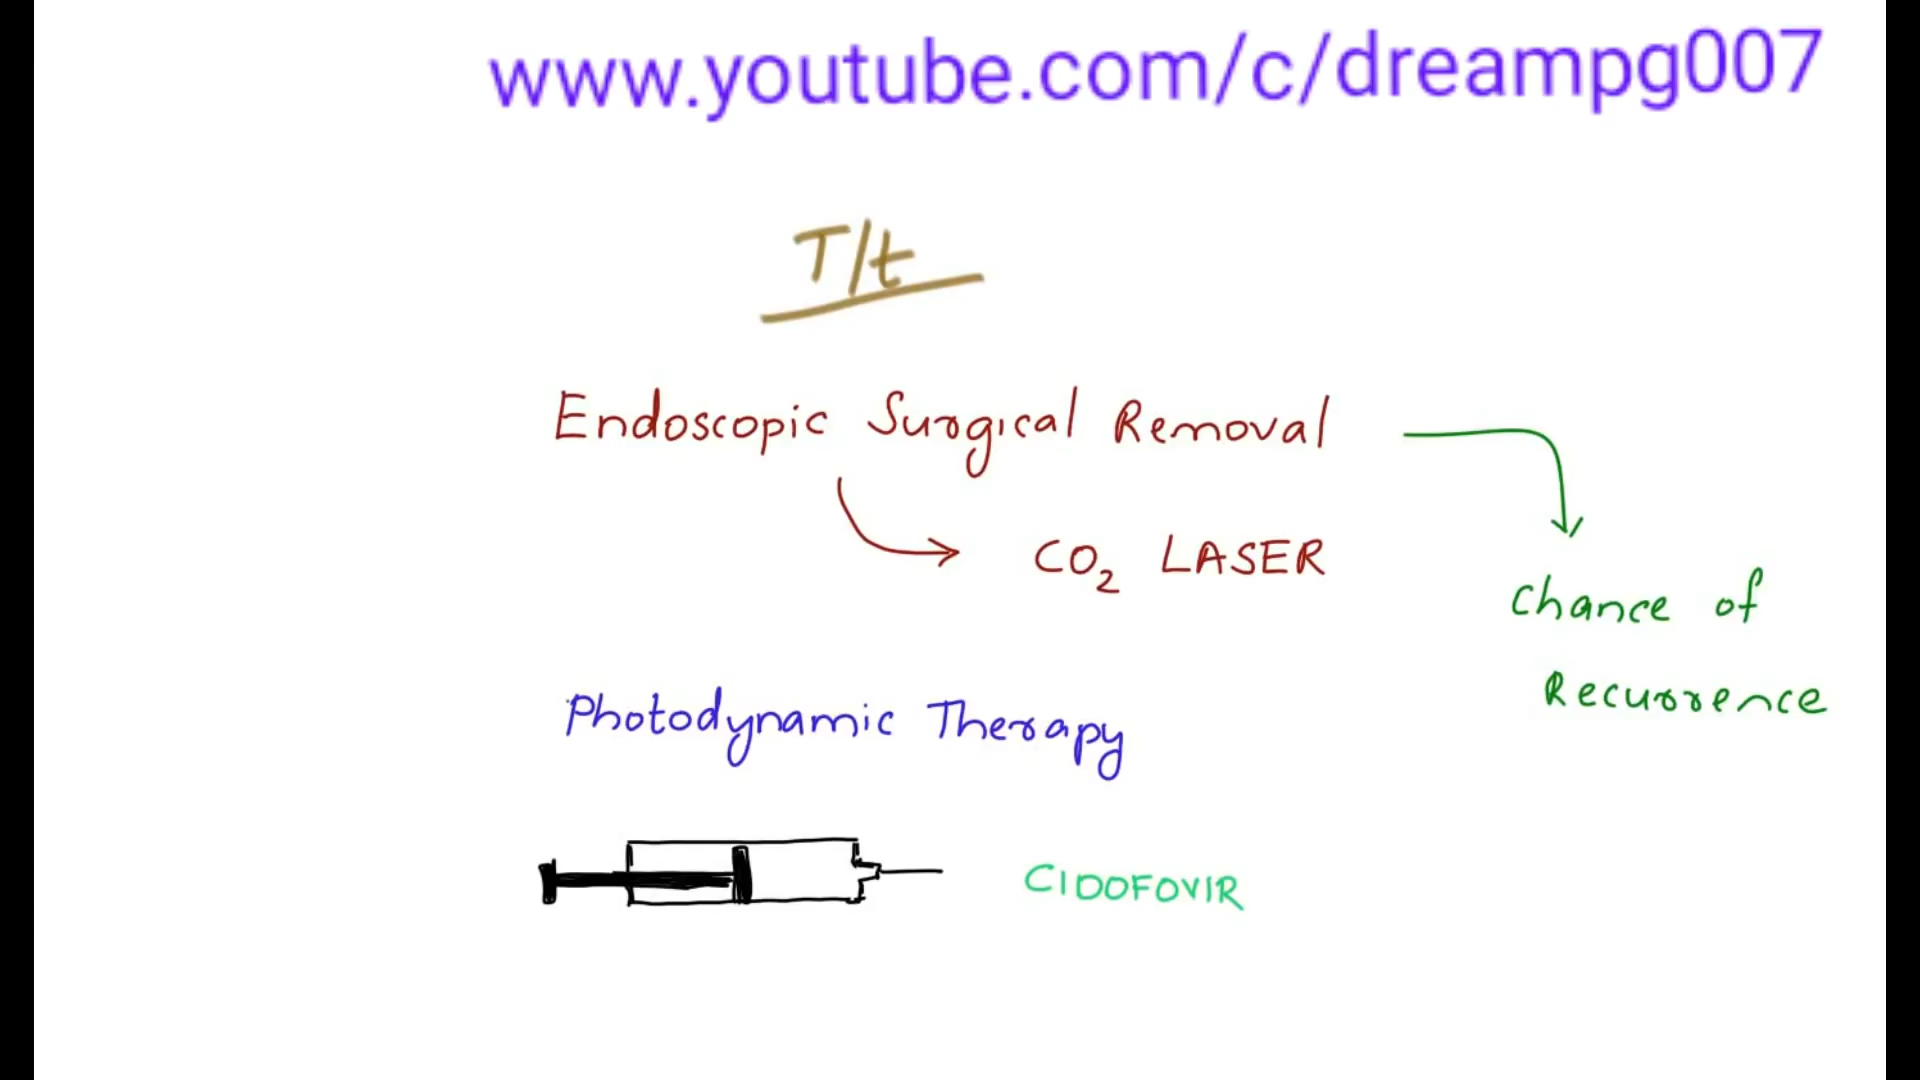 www.youtube.com/c/dreampg007
T/t
Endoscopic Surgical Removal
CO₂ LASER
Chance of
Recurrence
Photodynamic Therapy
CIDOFOVIR